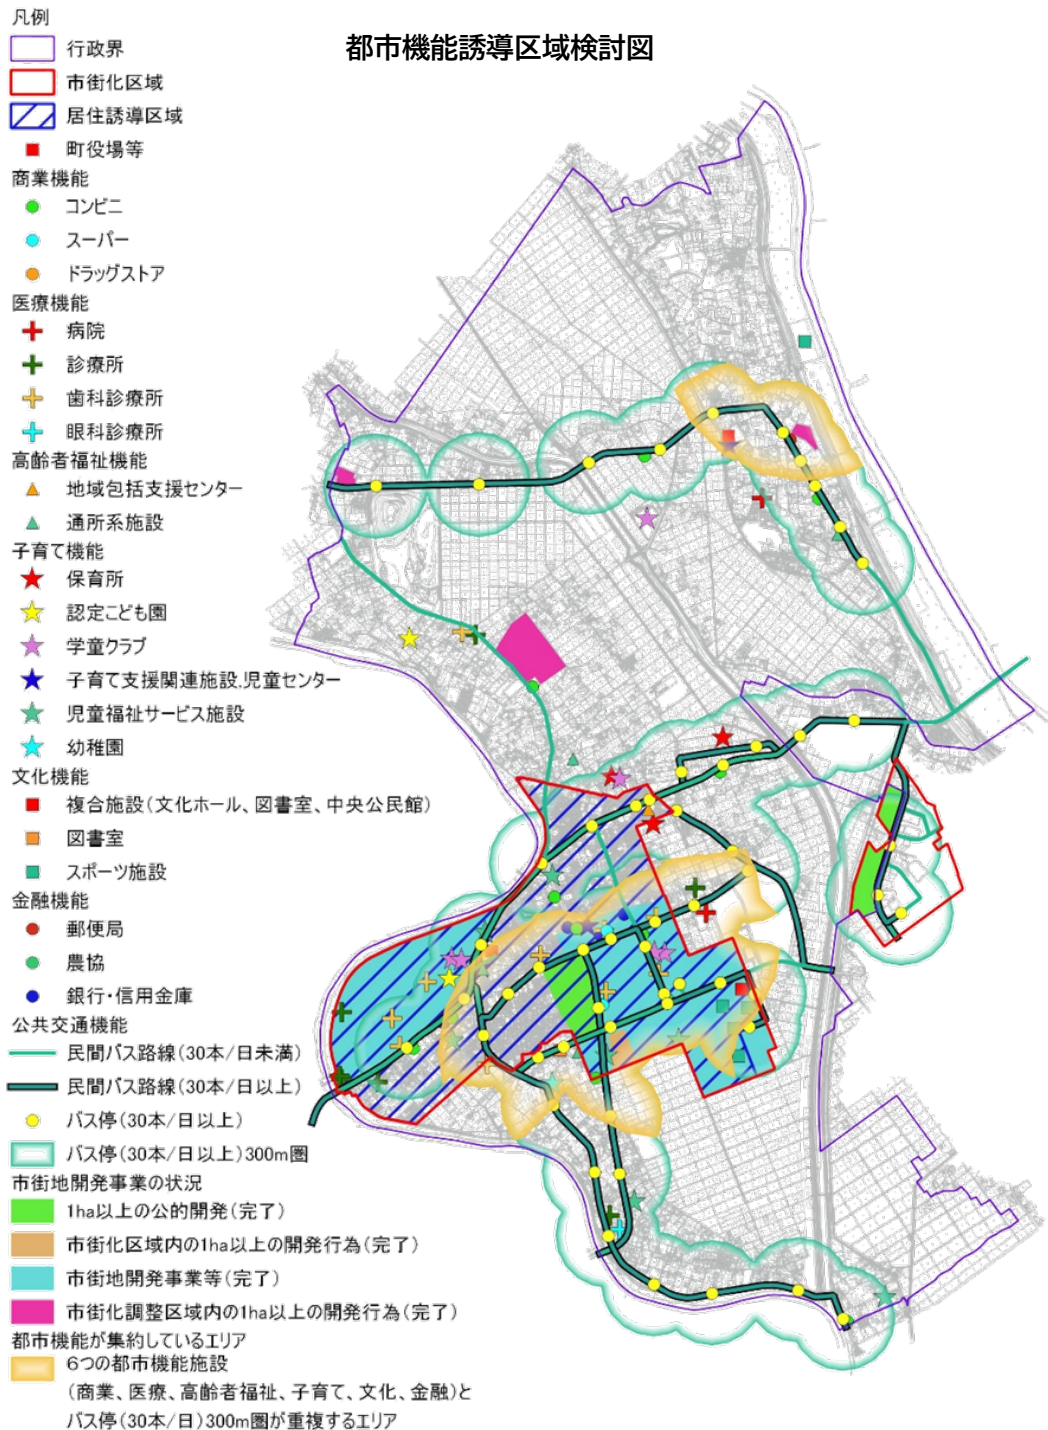 凡例
都市機能誘導区域検討図
行政界
市街化区域
居住誘導区域
町役場等
商業機能
コンビニ
スーパー
ドラッグストア
医療機能
病院
診療所
歯科診療所
眼科診療所
高齢者福祉機能
地域包括支援センター
通所系施設
子育て機能
保育所
認定こども園
学童クラブ
子育て支援関連施設,児童センター
児童福祉サービス施設
幼稚園
文化機能
複合施設(文化ホール、図書室、中央公民館)
図書室
スポーツ施設
金融機能
郵便局
農協
銀行・信用金庫
公共交通機能
民間バス路線(30本/日未満)
民間バス路線(30本/日以上)
バス停(30本/日以上)
バス停(30本/日以上)300m圏
市街地開発事業の状況
1ha以上の公的開発(完了)
市街化区域内の1ha以上の開発行為(完了)
市街地開発事業等(完了)
市街化調整区域内の1ha以上の開発行為(完了)
都市機能が集約しているエリア
6つの都市機能施設
(商業、医療、高齢者福祉、子育て、文化、金融)と
バス停(30本/日)300m圏が重複するエリア